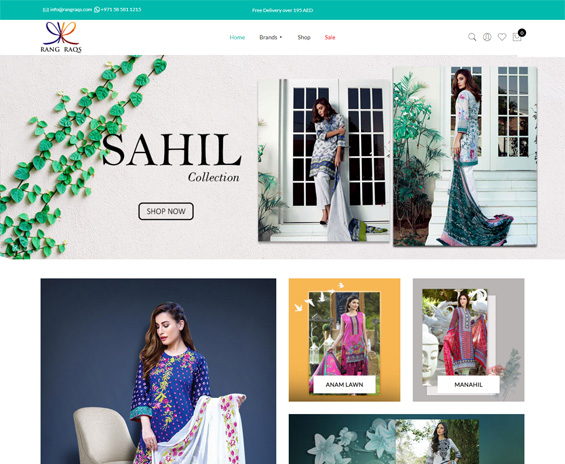 info@rangraqs.com +971 58 581 1215
Free Delivery over 195 AED
RANG RAQS
Home
Brands
Shop
Sale
0
SAHIL
Collection
SHOP NOW
ANAM LAWN
MANAHIL